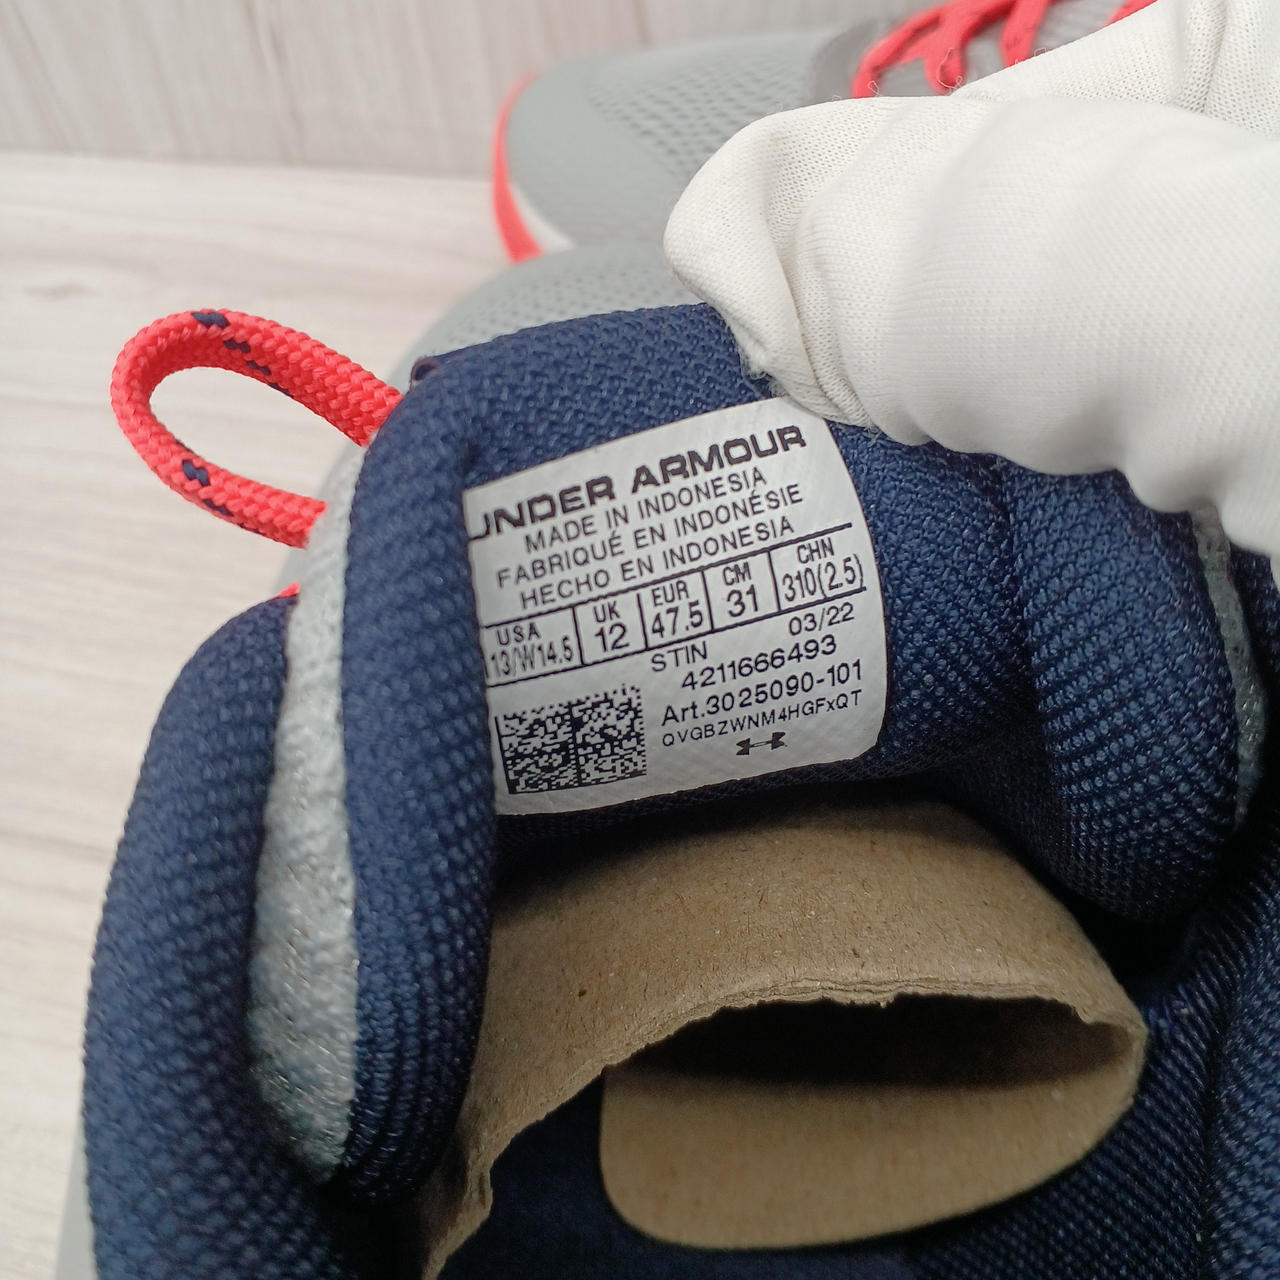 UNDER ARMOUR
MADE IN INDONESIA
FABRIQUÉ EN INDONÉSIE
HECHO EN INDONESIA
USA UK EUR CM CHN
13/W14.5 12 47.5 31 310(2.5)
STIN 03/22
4211666493
Art.3025090-101
QVGBZWNM4HGFxQT